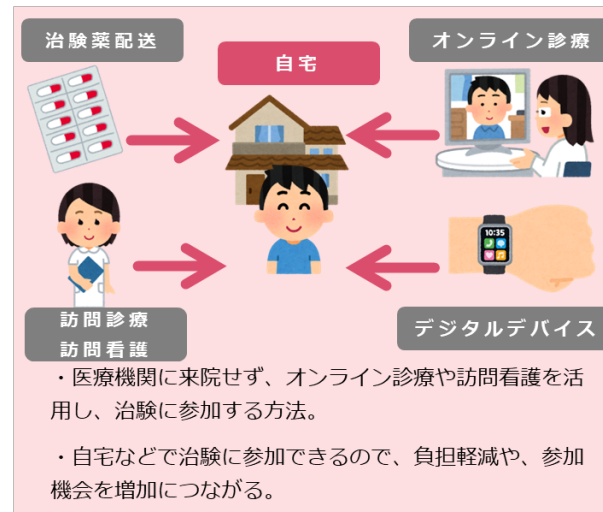 治験薬配送
自宅
オンライン診療
10:35
訪問診療
訪問看護
デジタルデバイス
・医療機関に来院せず、オンライン診療や訪問看護を活
用し、治験に参加する方法。
・自宅などで治験に参加できるので、負担軽減や、参加
機会を増加につながる。